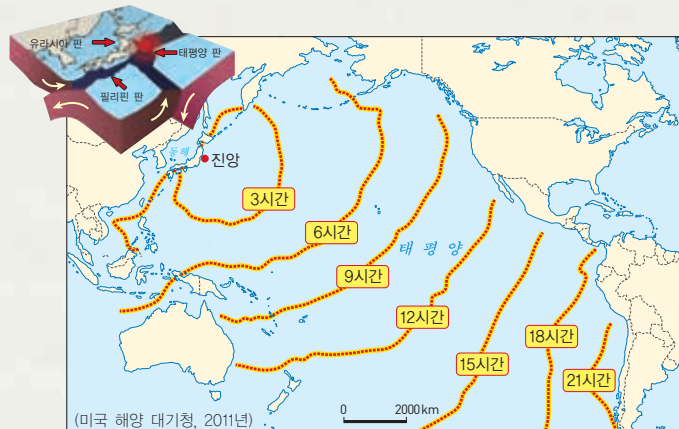 유라시아 판
태평양 판
필리핀 판
동해
진앙
3시간
6시간
태평양
9시간
12시간
18시간
15시간
21시간
0 2000km
(미국 해양 대기청, 2011년)